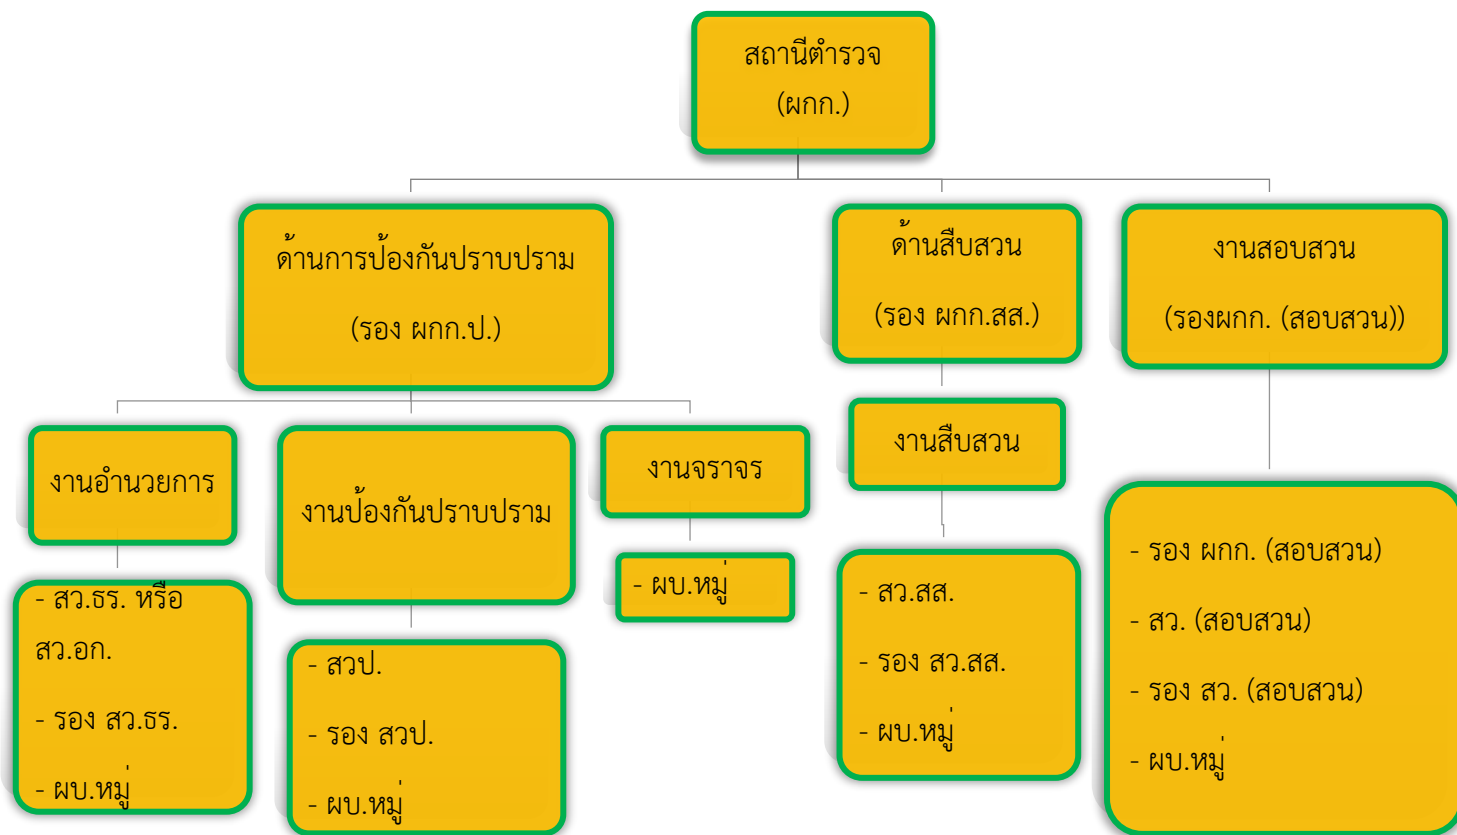 สถานีตำรวจ
(ผกก.)
ด้านการป้องกันปราบปราม
(รอง ผกก.ป.)
ด้านสืบสวน
(รอง ผกก.สส.)
งานสอบสวน
(รองผกก. (สอบสวน))
งานอำนวยการ
งานป้องกันปราบปราม
งานจราจร
งานสืบสวน
- สว.ธร. หรือ
สว.อก.
- รอง สว.ธร.
- ผบ.หมู่
- สวป.
- รอง สวป.
- ผบ.หมู่
- ผบ.หมู่
- สว.สส.
- รอง สว.สส.
- ผบ.หมู่
- รอง ผกก. (สอบสวน)
- สว. (สอบสวน)
- รอง สว. (สอบสวน)
- ผบ.หมู่